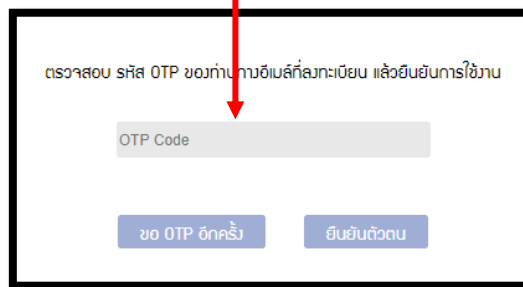 ตรวจสอบ รหัส OTP ของท่านทางอีเมล์ที่ลงทะเบียน แล้วยืนยันการใช้งาน
OTP Code
ขอ OTP อีกครั้ง ยืนยันตัวตน